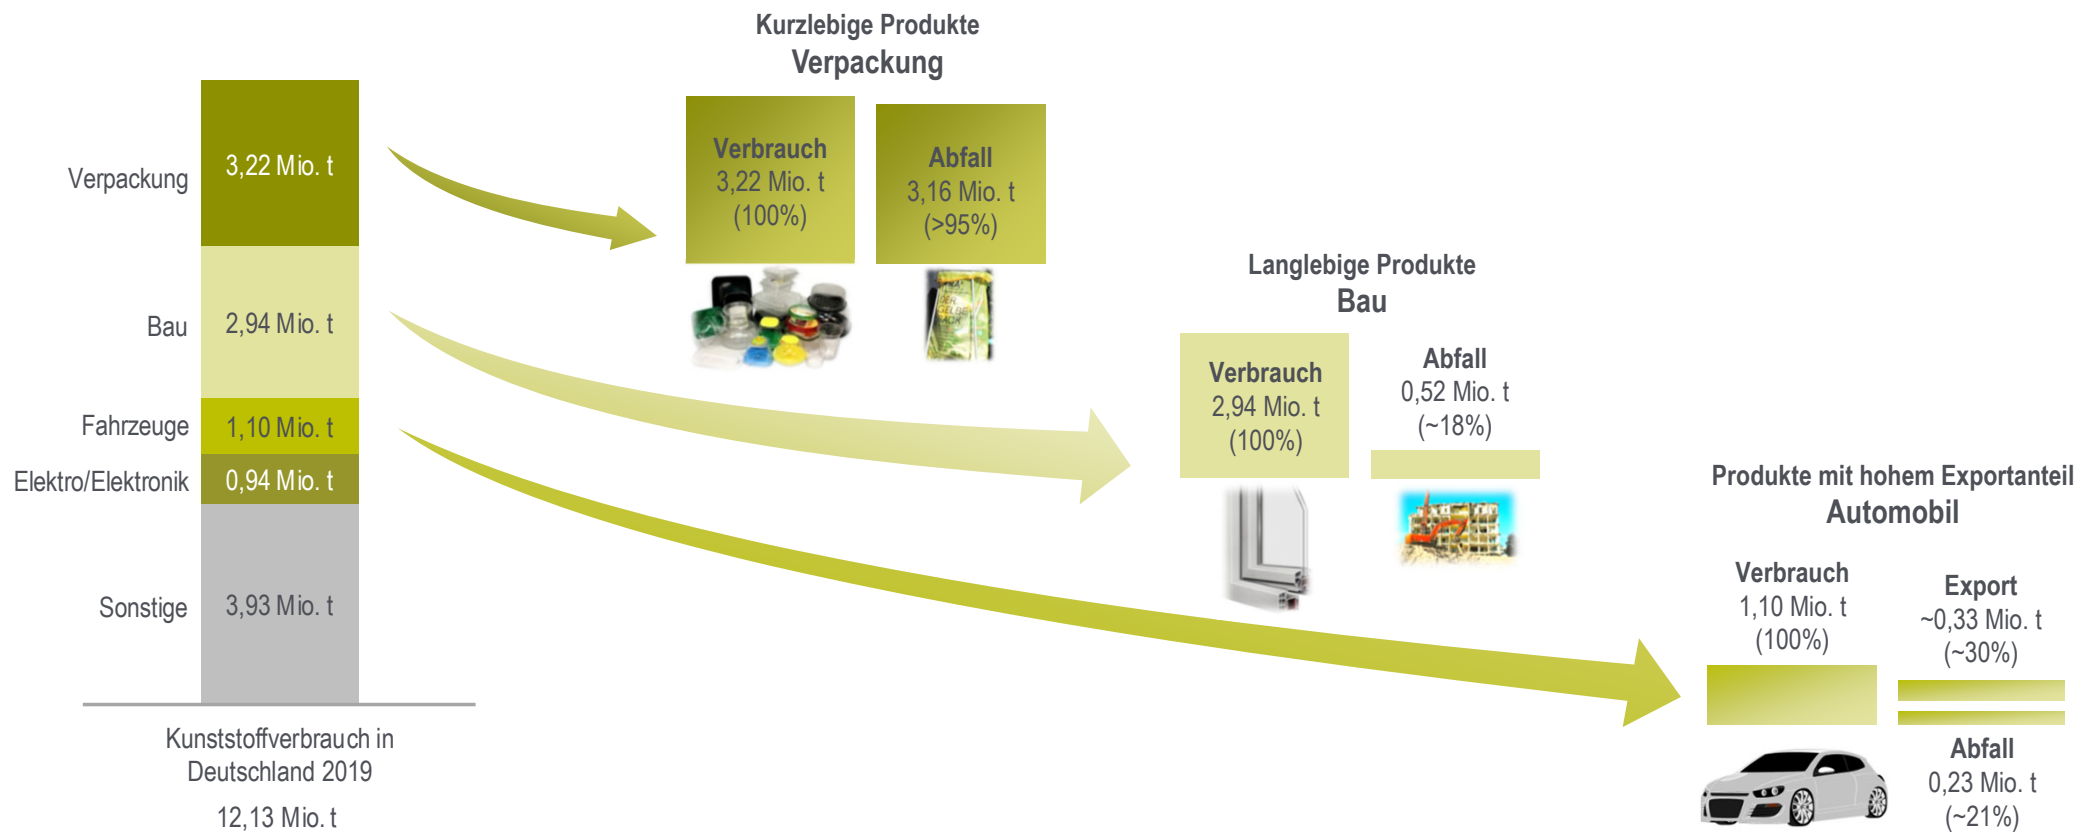 Kurzlebige Produkte
Verpackung
Verpackung
3,22 Mio. t
Bau
2,94 Mio. t
Fahrzeuge
1,10 Mio. t
Elektro/Elektronik
0,94 Mio. t
Sonstige
3,93 Mio. t
Kunststoffverbrauch in
Deutschland 2019
12,13 Mio. t
Verbrauch
3,22 Mio. t
(100%)
Abfall
3,16 Mio. t
(>95%)
DER
GELBE
Langlebige Produkte
Bau
Verbrauch
2,94 Mio. t
(100%)
Abfall
0,52 Mio. t
(~18%)
Produkte mit hohem Exportanteil
Automobil
Verbrauch
1,10 Mio. t
(100%)
Export
~0,33 Mio. t
(~30%)
Abfall
0,23 Mio. t
(~21%)